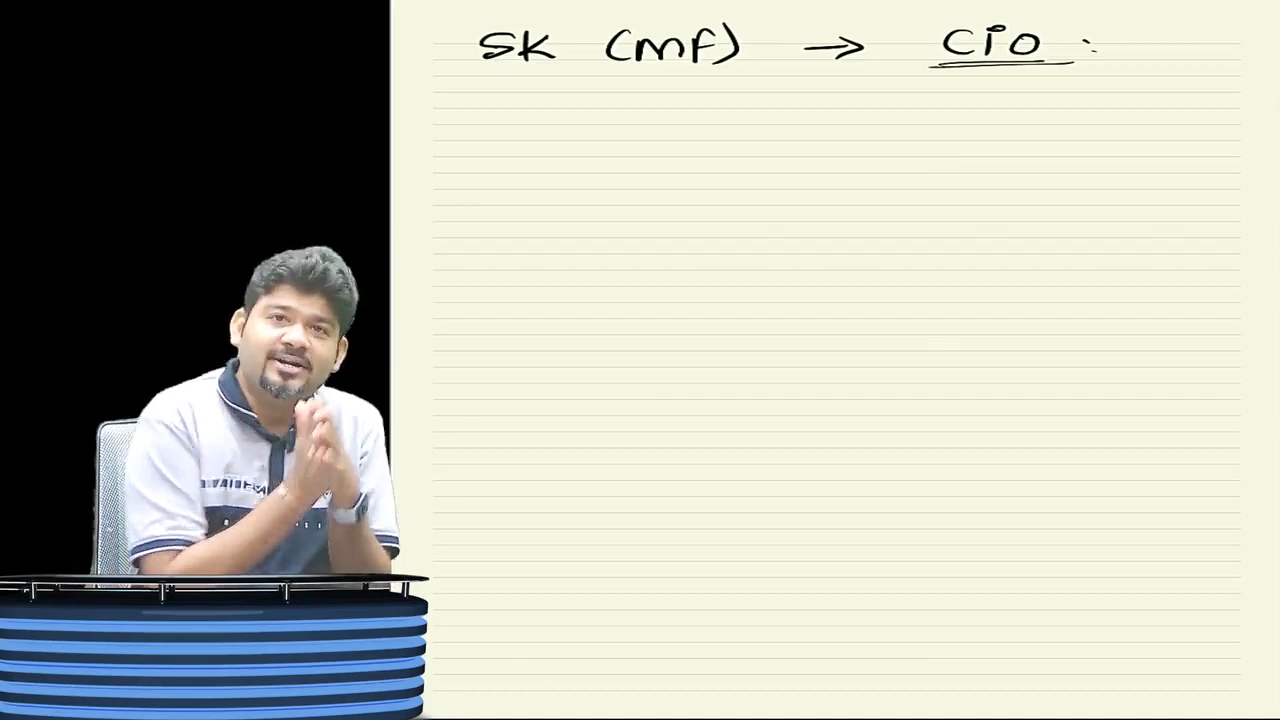 SK (MF) → CIO :